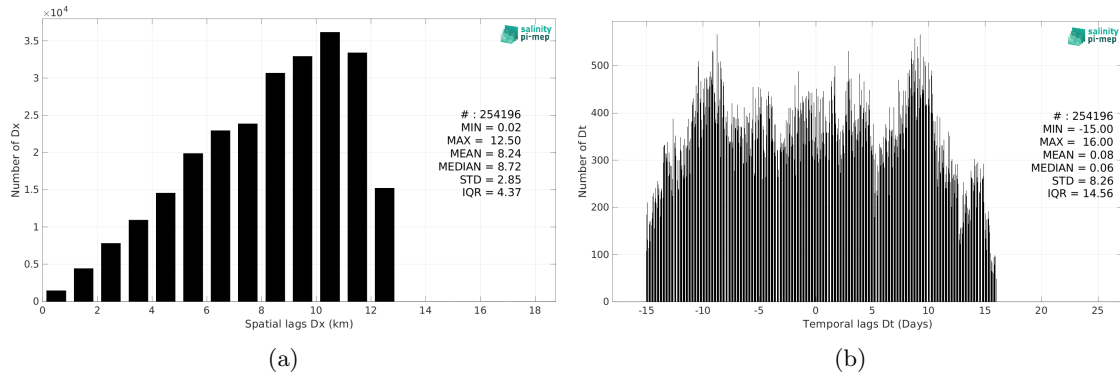 ×10⁴
salinity
pi-mep
3.5
3
2.5
2
1.5
1
0.5
0
Number of Dx
# : 254196
MIN = 0.02
MAX = 12.50
MEAN = 8.24
MEDIAN = 8.72
STD = 2.85
IQR = 4.37
0 2 4 6 8 10 12 14 16 18
Spatial lags Dx (km)
(a)
salinity
pi-mep
500
400
300
200
100
0
Number of Dt
# : 254196
MIN = -15.00
MAX = 16.00
MEAN = 0.08
MEDIAN = 0.06
STD = 8.26
IQR = 14.56
-15 -10 -5 0 5 10 15 20 25
Temporal lags Dt (Days)
(b)